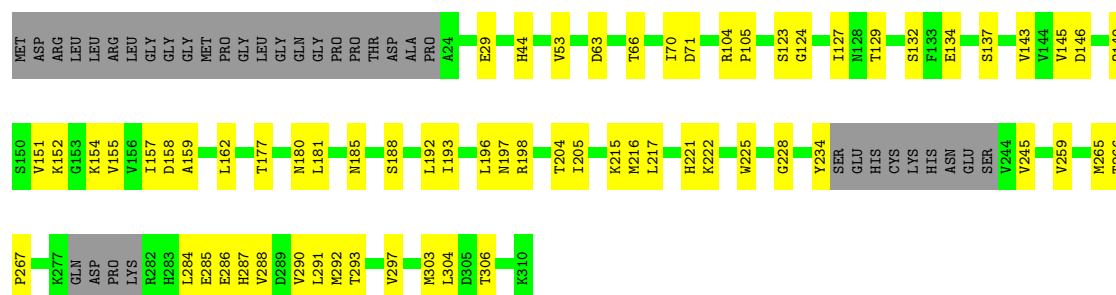 MET ASP ARG LEU LEU ARG LEU GLY GLY GLY MET PRO GLY LEU GLY GLN GLY PRO PRO THR ASP ALA PRO A24 E29 H44 V53 D63 T66 I70 D71 R104 P105 S123 G124 I127 N128 T129 S132 F133 E134 S137 V143 V144 V145 D146
S150 V151 K152 G153 K154 V155 V156 I157 D158 A159 L162 T177 N180 L181 N185 S188 L192 I193 L196 N197 R198 T204 I205 K215 M216 L217 H221 K222 W225 G228 Y234 SER GLU HIS CYS LYS HIS ASN GLU SER V244 V245 V259 M265
P267 K277 GLN ASP PRO LYS R282 H283 L284 E285 E286 H287 V288 D289 V290 L291 M292 T293 V297 M303 L304 D305 T306 K310